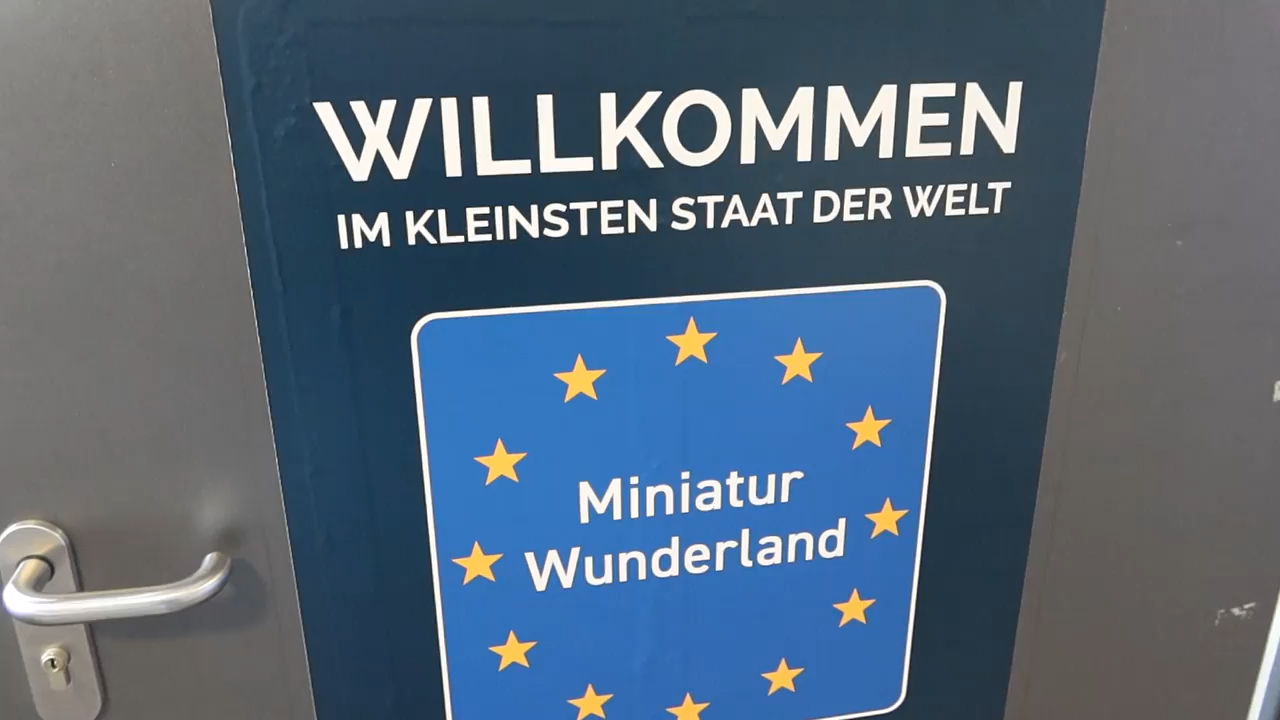 WILLKOMMEN
IM KLEINSTEN STAAT DER WELT
Miniatur
Wunderland